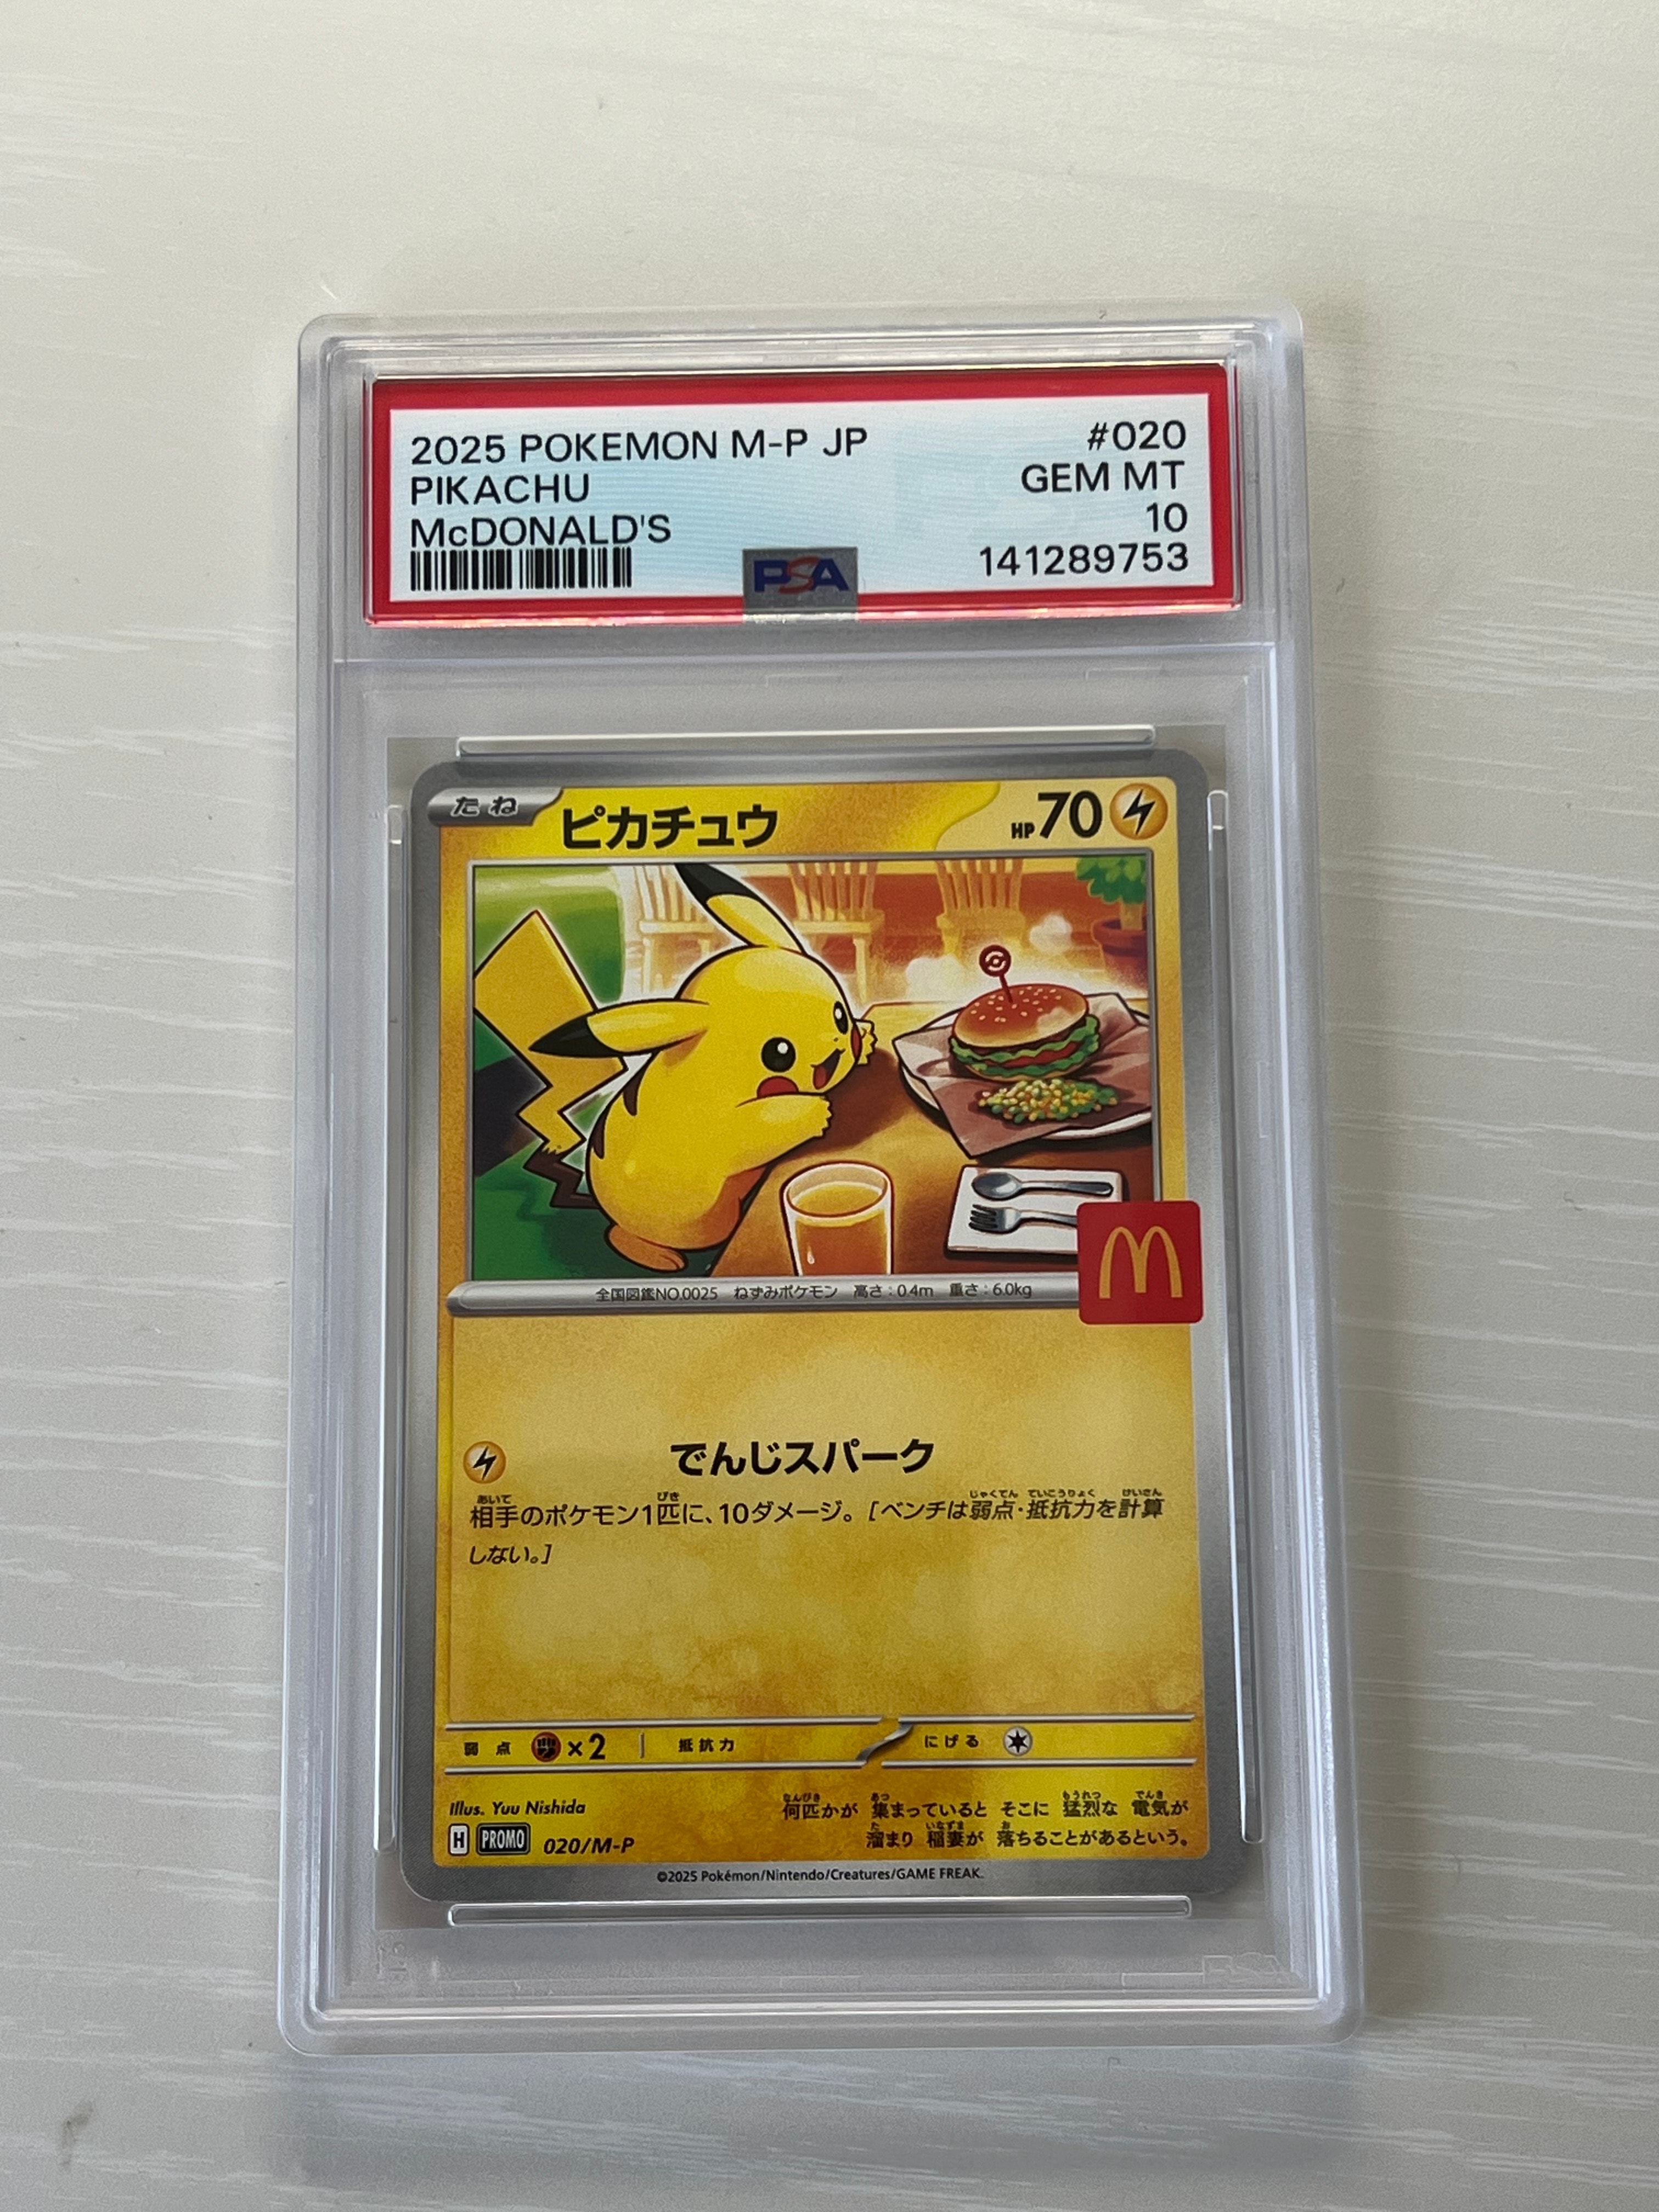 2025 POKEMON M-P JP #020
PIKACHU GEM MT
McDONALD'S 10
PSA 141289753
たね ピカチュウ HP70
全国図鑑NO.0025 ねずみポケモン 高さ:0.4m 重さ:6.0kg
でんじスパーク
相手のポケモン1匹に、10ダメージ。[ベンチは弱点・抵抗力を計算
しない。]
弱点 ×2 抵抗力 にげる
Illus. Yuu Nishida
何匹かが 集まっていると そこに 猛烈な 電気が
溜まり 稲妻が 落ちることがあるという。
H PROMO 020/M-P
©2025 Pokémon/Nintendo/Creatures/GAME FREAK.